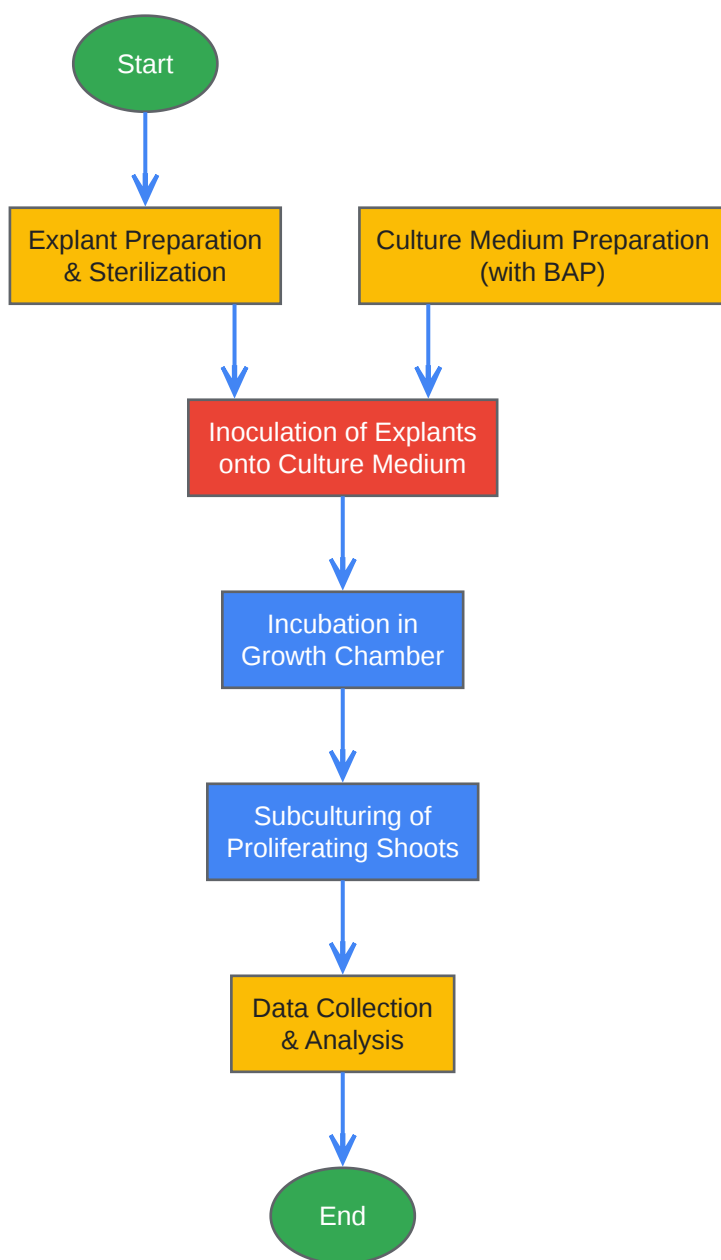 Start
Explant Preparation
& Sterilization
Culture Medium Preparation
(with BAP)
Inoculation of Explants
onto Culture Medium
Incubation in
Growth Chamber
Subculturing of
Proliferating Shoots
Data Collection
& Analysis
End